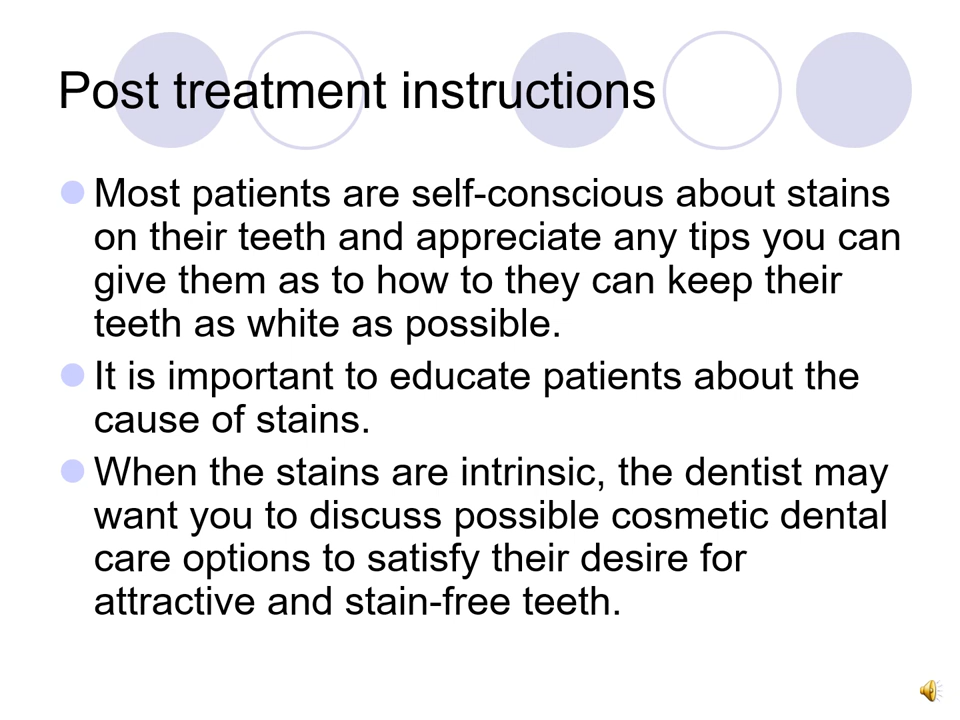 Post treatment instructions
Most patients are self-conscious about stains
on their teeth and appreciate any tips you can
give them as to how to they can keep their
teeth as white as possible.
It is important to educate patients about the
cause of stains.
When the stains are intrinsic, the dentist may
want you to discuss possible cosmetic dental
care options to satisfy their desire for
attractive and stain-free teeth.